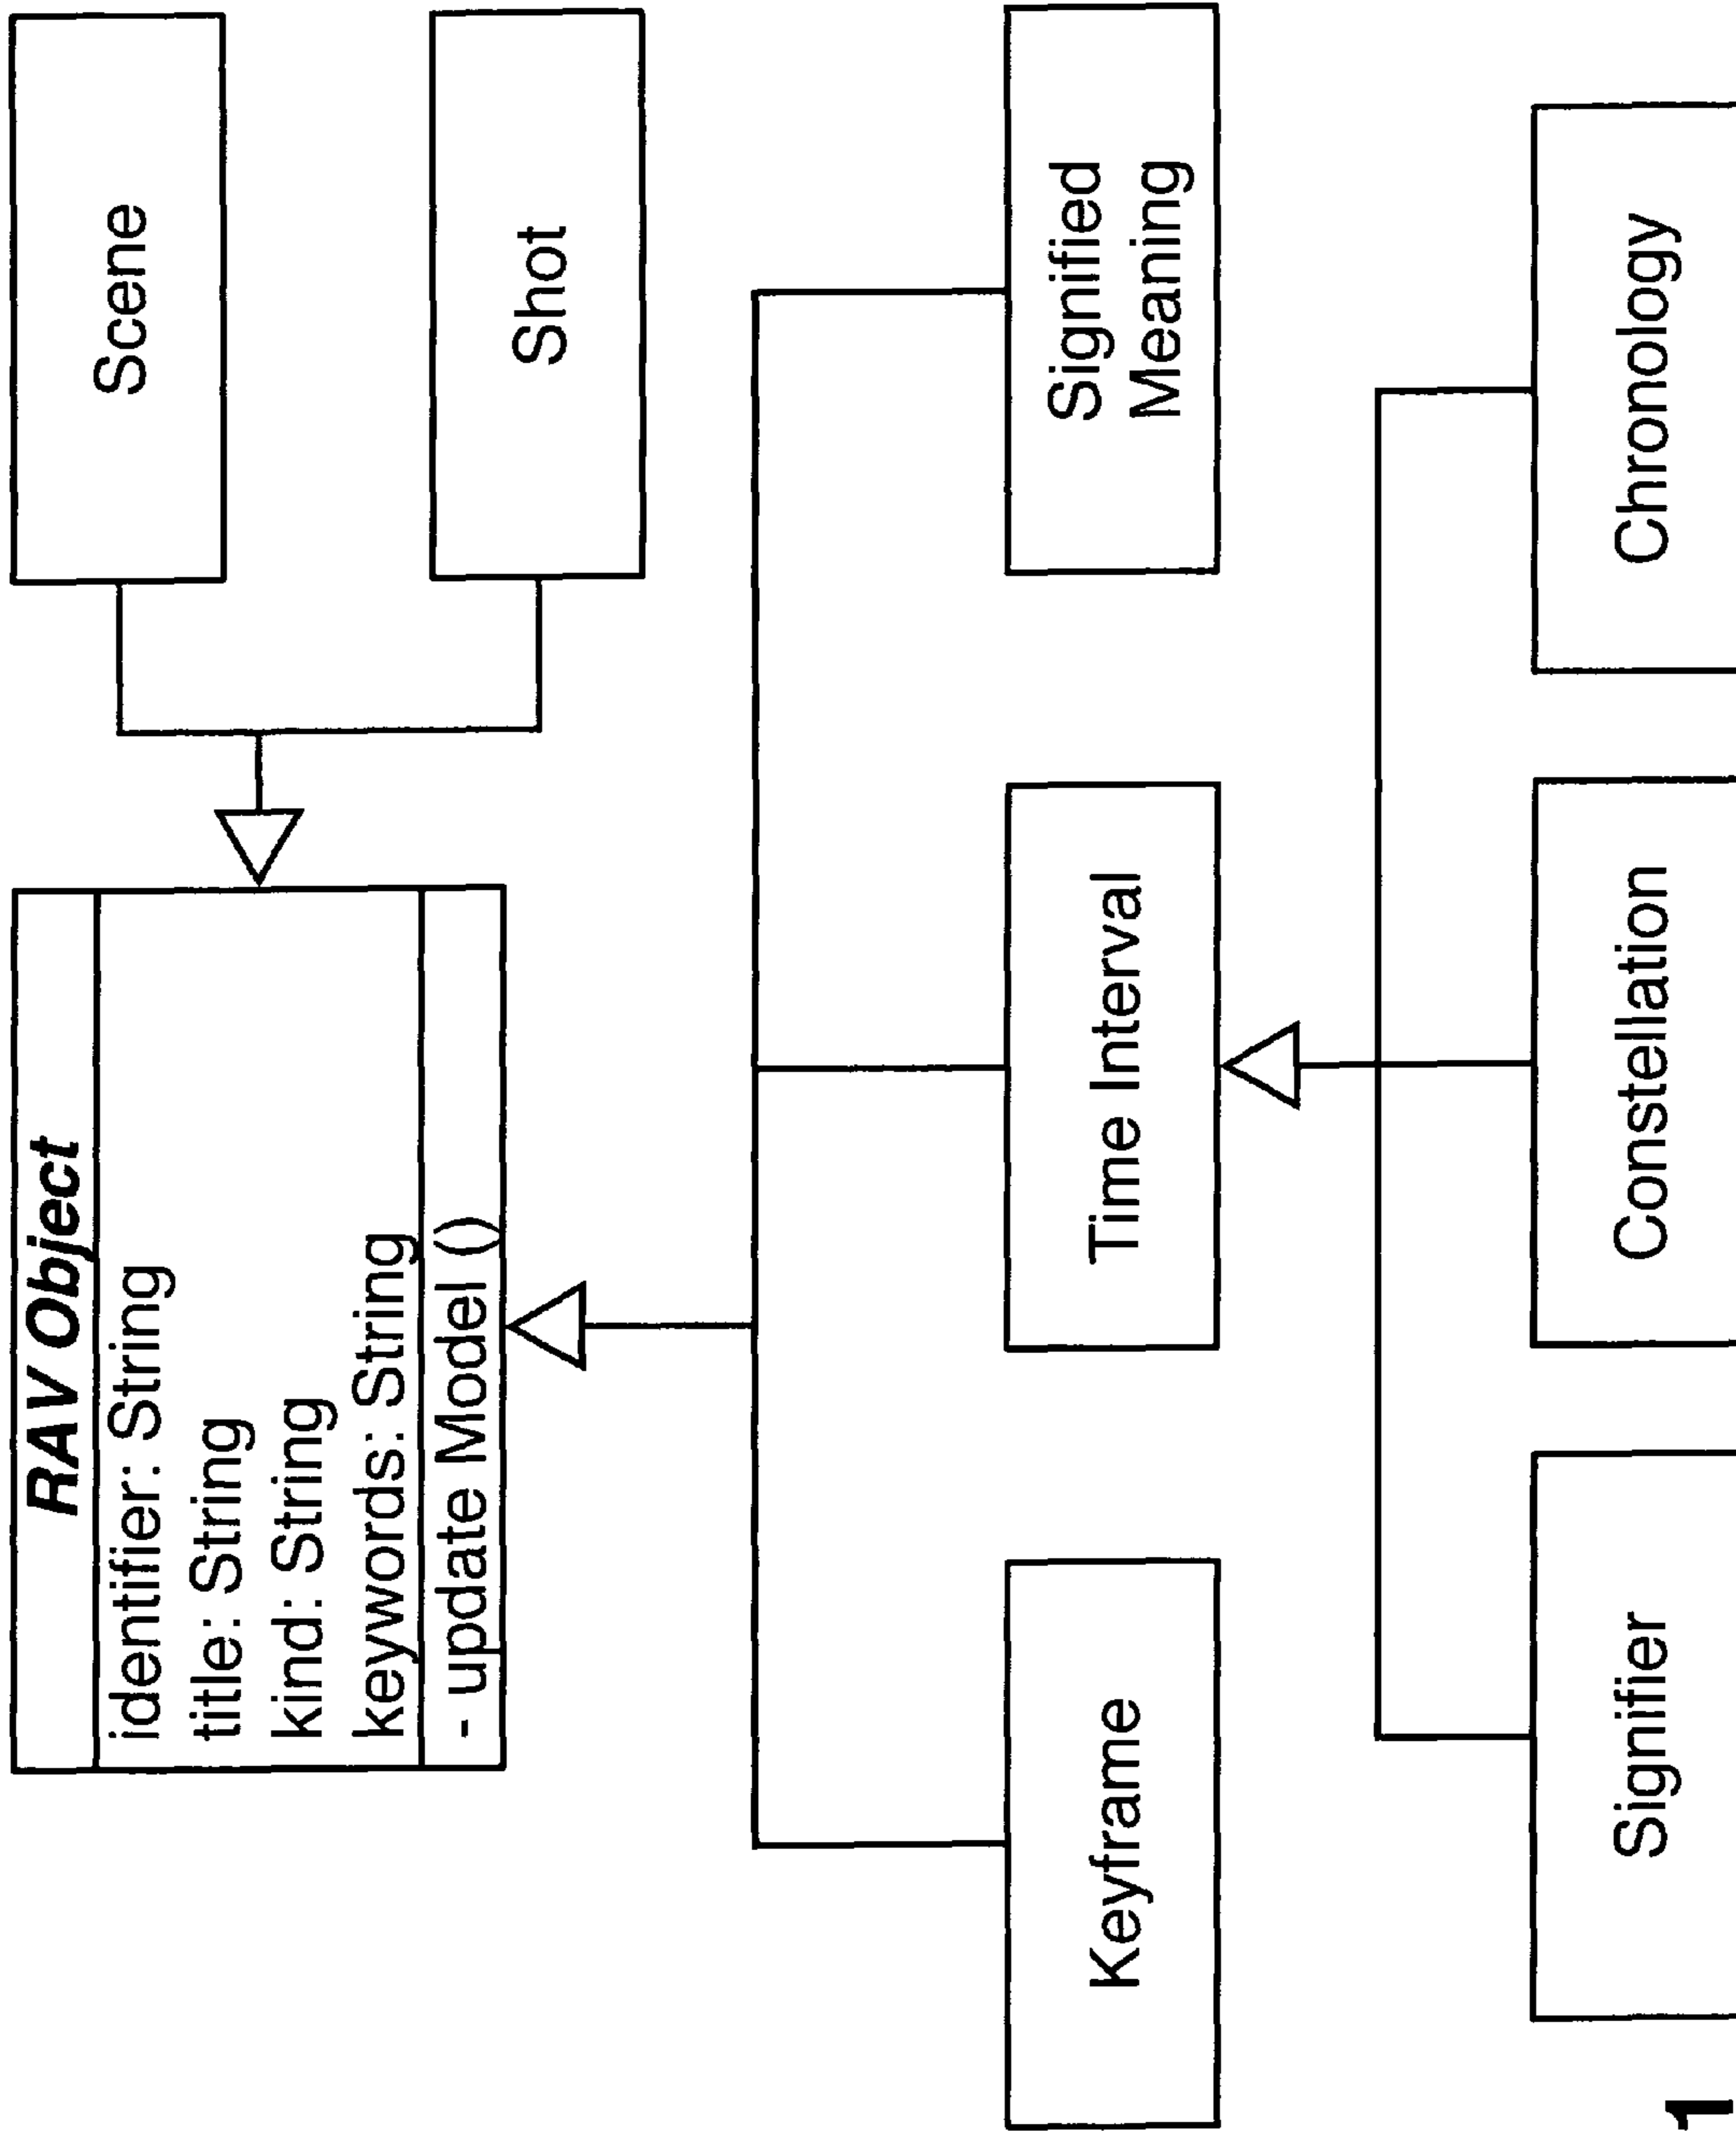 RAV Object
identifier: String
title: String
kind: String
keywords: String
- update Model ()
Scene
Shot
Keyframe
Time Interval
Signified
Meaning
Signifier
Constellation
Chronology
1